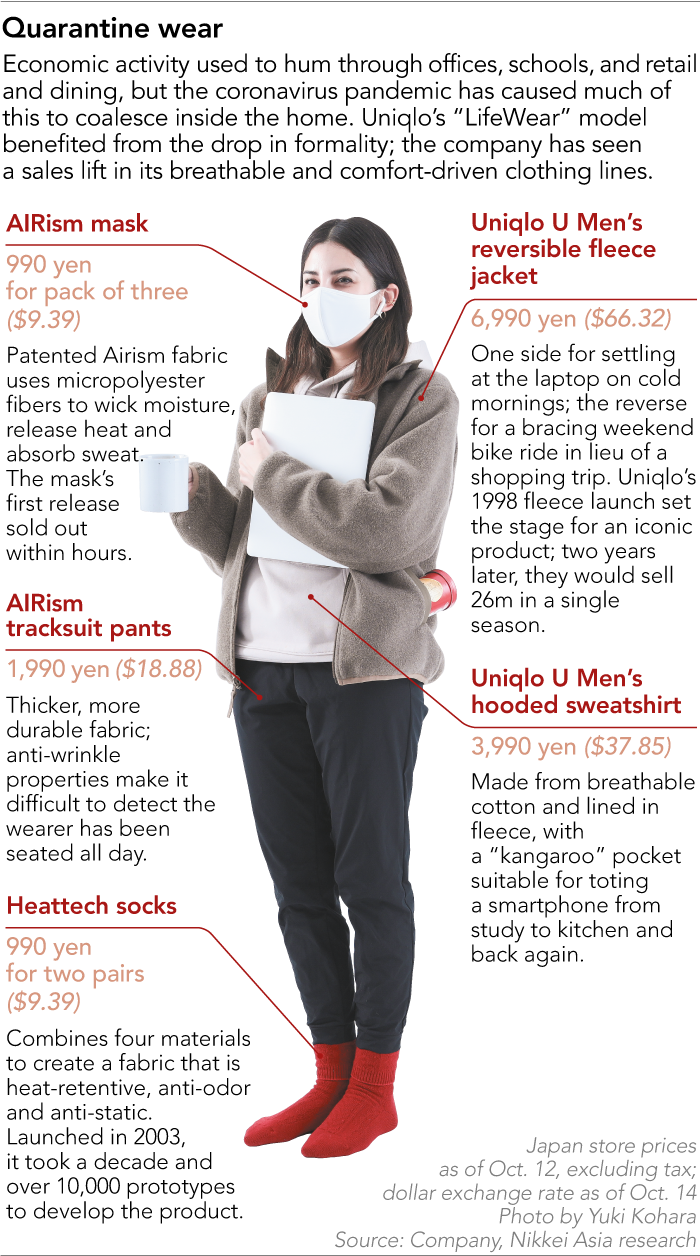 Quarantine wear
Economic activity used to hum through offices, schools, and retail
and dining, but the coronavirus pandemic has caused much of
this to coalesce inside the home. Uniqlo’s “LifeWear” model
benefited from the drop in formality; the company has seen
a sales lift in its breathable and comfort-driven clothing lines.
AIRism mask
990 yen
for pack of three
($9.39)
Patented Airism fabric
uses micropolyester
fibers to wick moisture,
release heat and
absorb sweat.
The mask’s
first release
sold out
within hours.
AIRism
tracksuit pants
1,990 yen ($18.88)
Thicker, more
durable fabric;
anti-wrinkle
properties make it
difficult to detect the
wearer has been
seated all day.
Heattech socks
990 yen
for two pairs
($9.39)
Combines four materials
to create a fabric that is
heat-retentive, anti-odor
and anti-static.
Launched in 2003,
it took a decade and
over 10,000 prototypes
to develop the product.
Uniqlo U Men’s
reversible fleece
jacket
6,990 yen ($66.32)
One side for settling
at the laptop on cold
mornings; the reverse
for a bracing weekend
bike ride in lieu of a
shopping trip. Uniqlo’s
1998 fleece launch set
the stage for an iconic
product; two years
later, they would sell
26m in a single
season.
Uniqlo U Men’s
hooded sweatshirt
3,990 yen ($37.85)
Made from breathable
cotton and lined in
fleece, with
a “kangaroo” pocket
suitable for toting
a smartphone from
study to kitchen and
back again.
Japan store prices
as of Oct. 12, excluding tax;
dollar exchange rate as of Oct. 14
Photo by Yuki Kohara
Source: Company, Nikkei Asia research